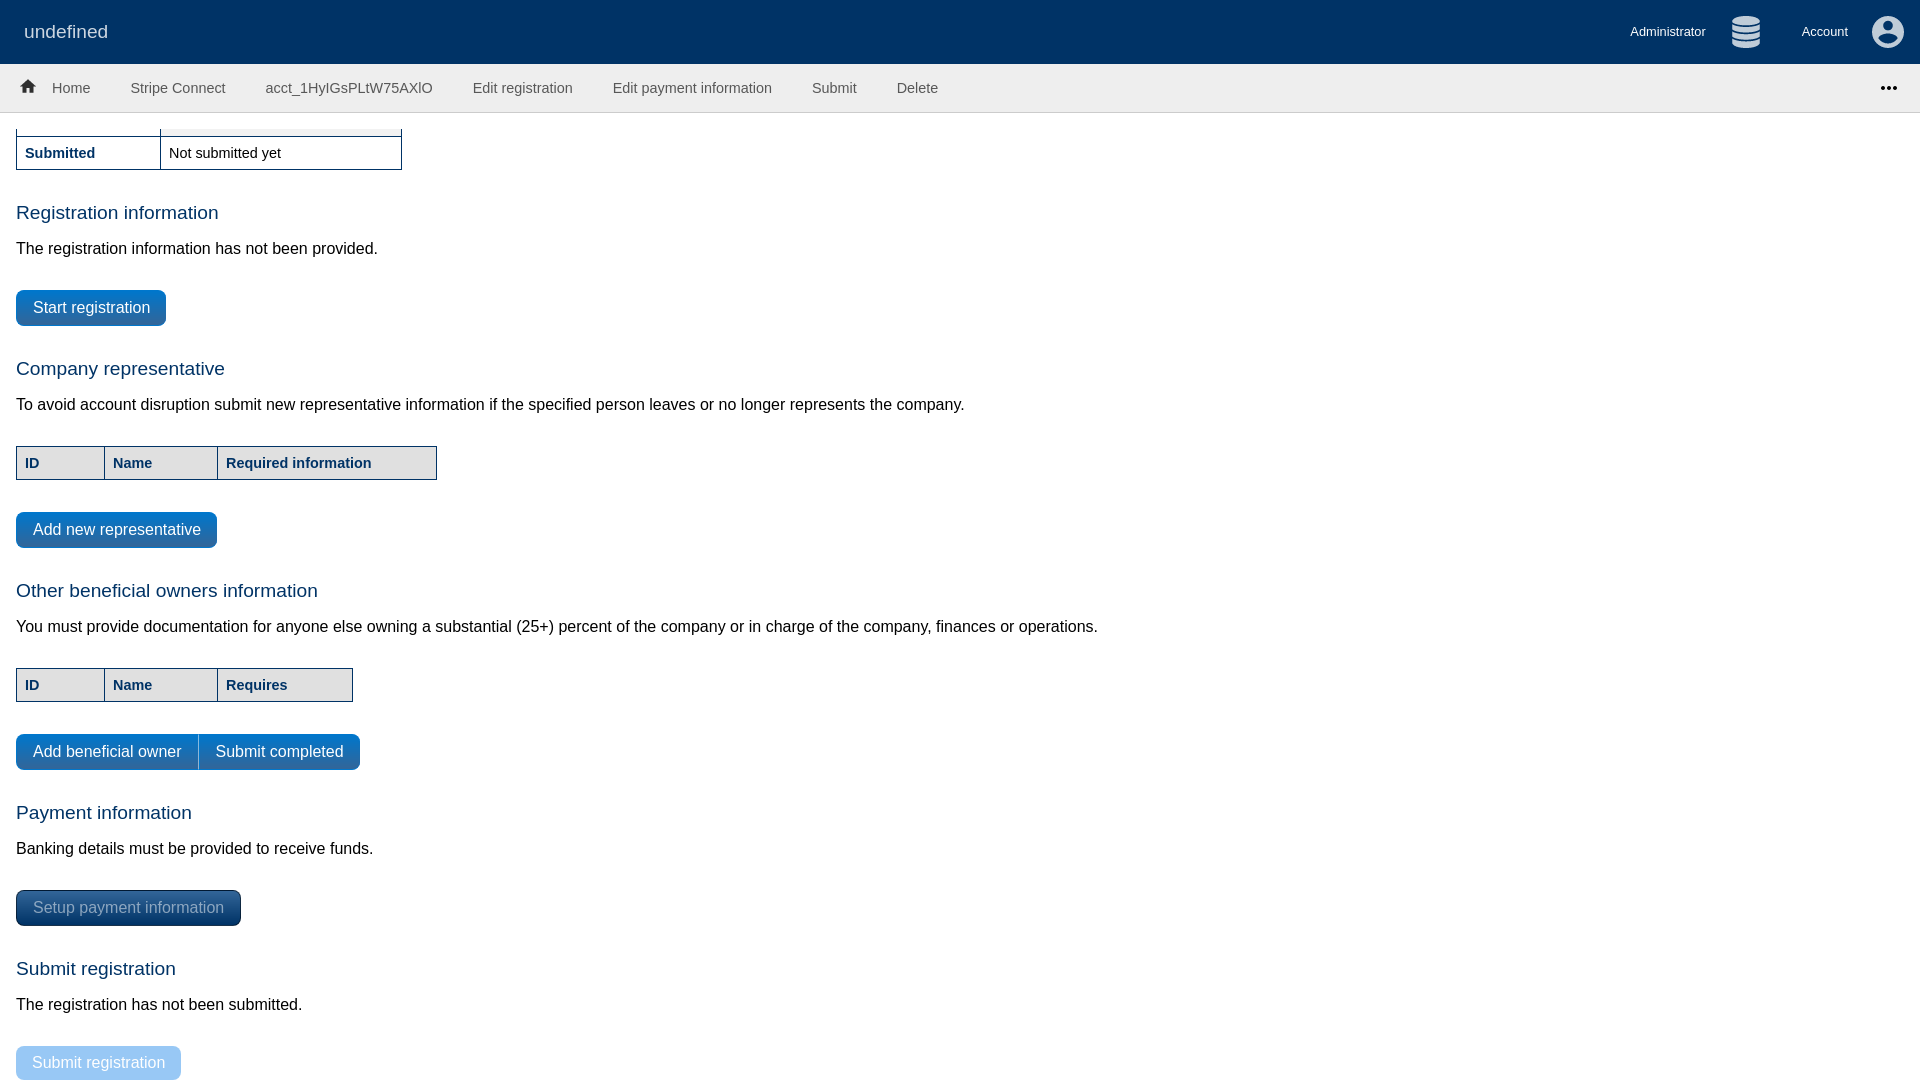 undefined
Administrator
Account
Home
Stripe Connect
acct_1HyIGsPLtW75AXlO
Edit registration
Edit payment information
Submit
Delete
Submitted
Not submitted yet
Registration information
The registration information has not been provided.
Start registration
Company representative
To avoid account disruption submit new representative information if the specified person leaves or no longer represents the company.
ID
Name
Required information
Add new representative
Other beneficial owners information
You must provide documentation for anyone else owning a substantial (25+) percent of the company or in charge of the company, finances or operations.
ID
Name
Requires
Add beneficial owner
Submit completed
Payment information
Banking details must be provided to receive funds.
Setup payment information
Submit registration
The registration has not been submitted.
Submit registration